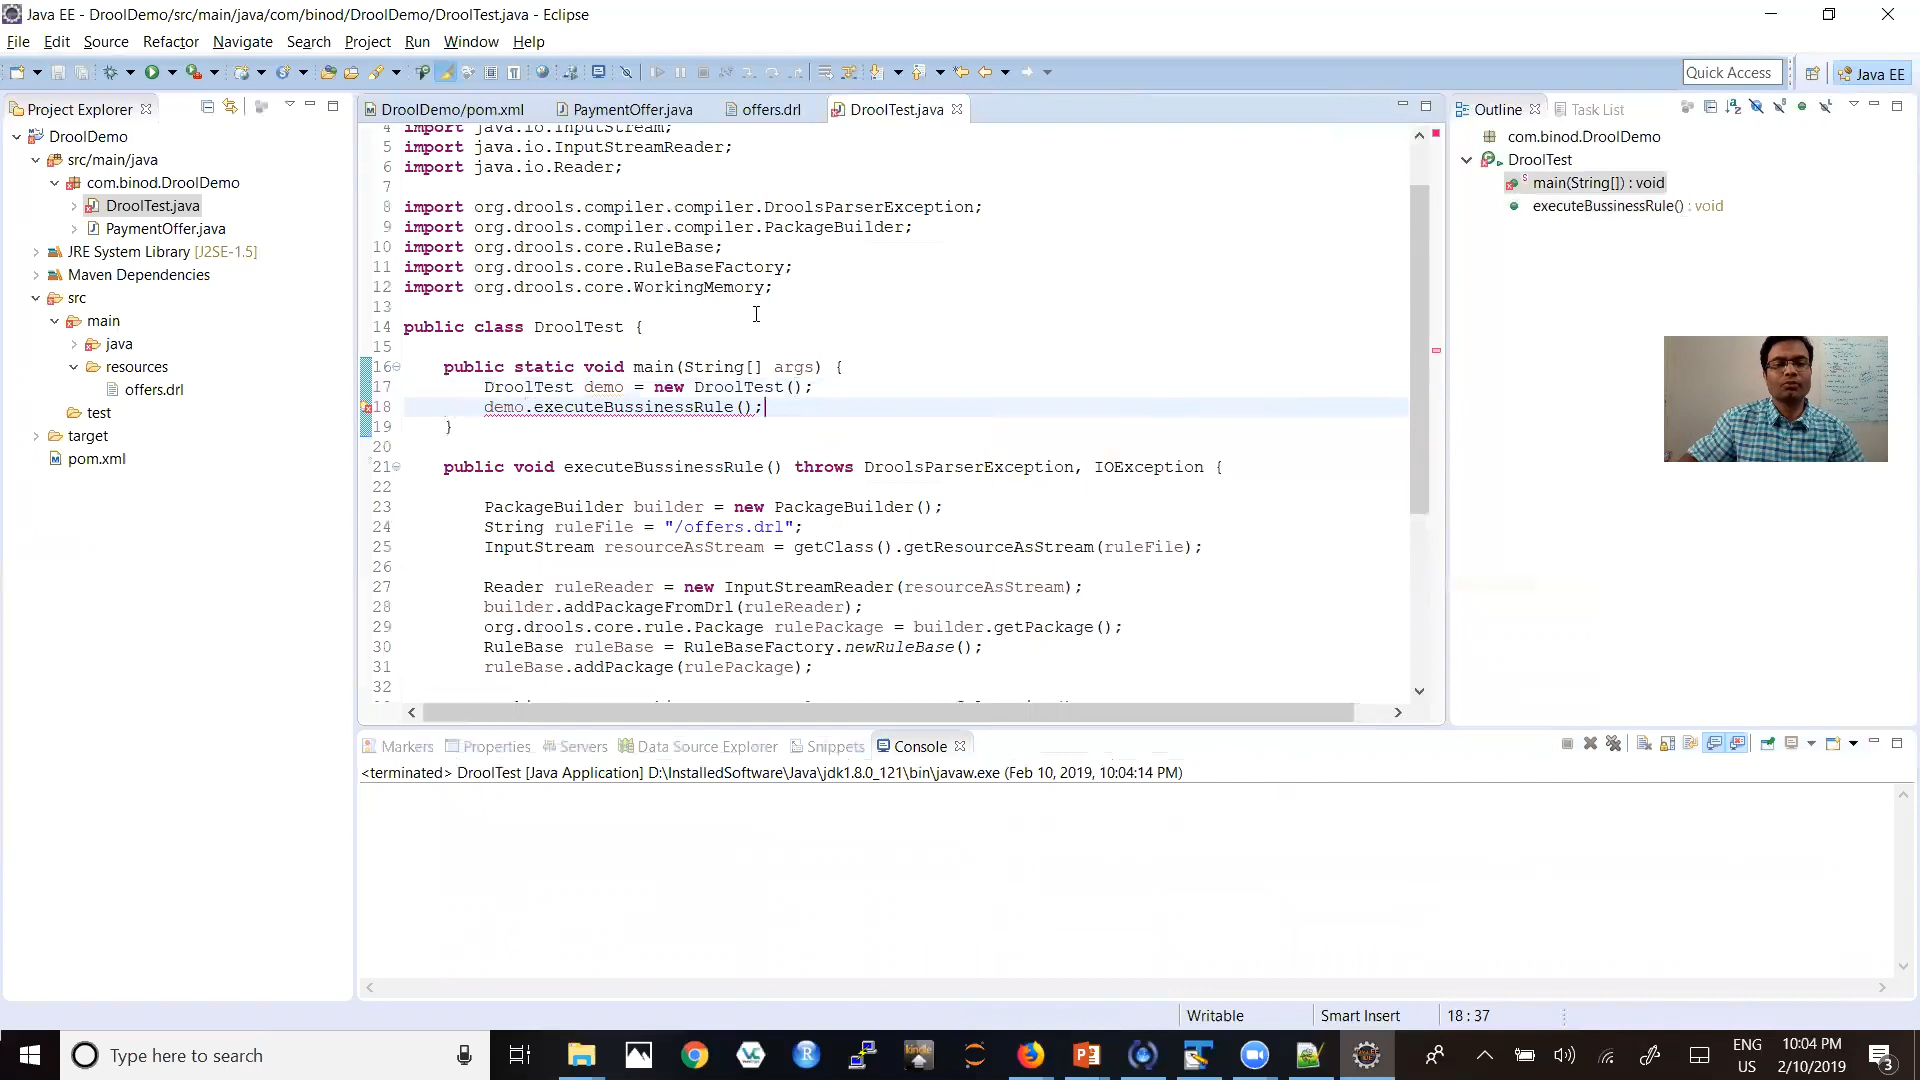 Java EE - DroolDemo/src/main/java/com/binod/DroolDemo/DroolTest.java - Eclipse
File Edit Source Refactor Navigate Search Project Run Window Help
Quick Access
Java EE
Project Explorer
DroolDemo
src/main/java
com.binod.DroolDemo
DroolTest.java
PaymentOffer.java
JRE System Library [J2SE-1.5]
Maven Dependencies
src
main
java
resources
offers.drl
test
target
pom.xml
DroolDemo/pom.xml PaymentOffer.java offers.drl DroolTest.java
4 import java.io.InputStream;
5 import java.io.InputStreamReader;
6 import java.io.Reader;
7
8 import org.drools.compiler.compiler.DroolsParserException;
9 import org.drools.compiler.compiler.PackageBuilder;
10 import org.drools.core.RuleBase;
11 import org.drools.core.RuleBaseFactory;
12 import org.drools.core.WorkingMemory;
13
14 public class DroolTest {
15
16 public static void main(String[] args) {
17 DroolTest demo = new DroolTest();
18 demo.executeBussinessRule();
19 }
20
21 public void executeBussinessRule() throws DroolsParserException, IOException {
22
23 PackageBuilder builder = new PackageBuilder();
24 String ruleFile = "/offers.drl";
25 InputStream resourceAsStream = getClass().getResourceAsStream(ruleFile);
26
27 Reader ruleReader = new InputStreamReader(resourceAsStream);
28 builder.addPackageFromDrl(ruleReader);
29 org.drools.core.rule.Package rulePackage = builder.getPackage();
30 RuleBase ruleBase = RuleBaseFactory.newRuleBase();
31 ruleBase.addPackage(rulePackage);
32
Outline Task List
com.binod.DroolDemo
DroolTest
main(String[]) : void
executeBussinessRule() : void
Markers Properties Servers Data Source Explorer Snippets Console
<terminated> DroolTest [Java Application] D:\InstalledSoftware\Java\jdk1.8.0_121\bin\javaw.exe (Feb 10, 2019, 10:04:14 PM)
Writable Smart Insert 18 : 37
Type here to search
kindle
ENG
US
10:04 PM
2/10/2019
3